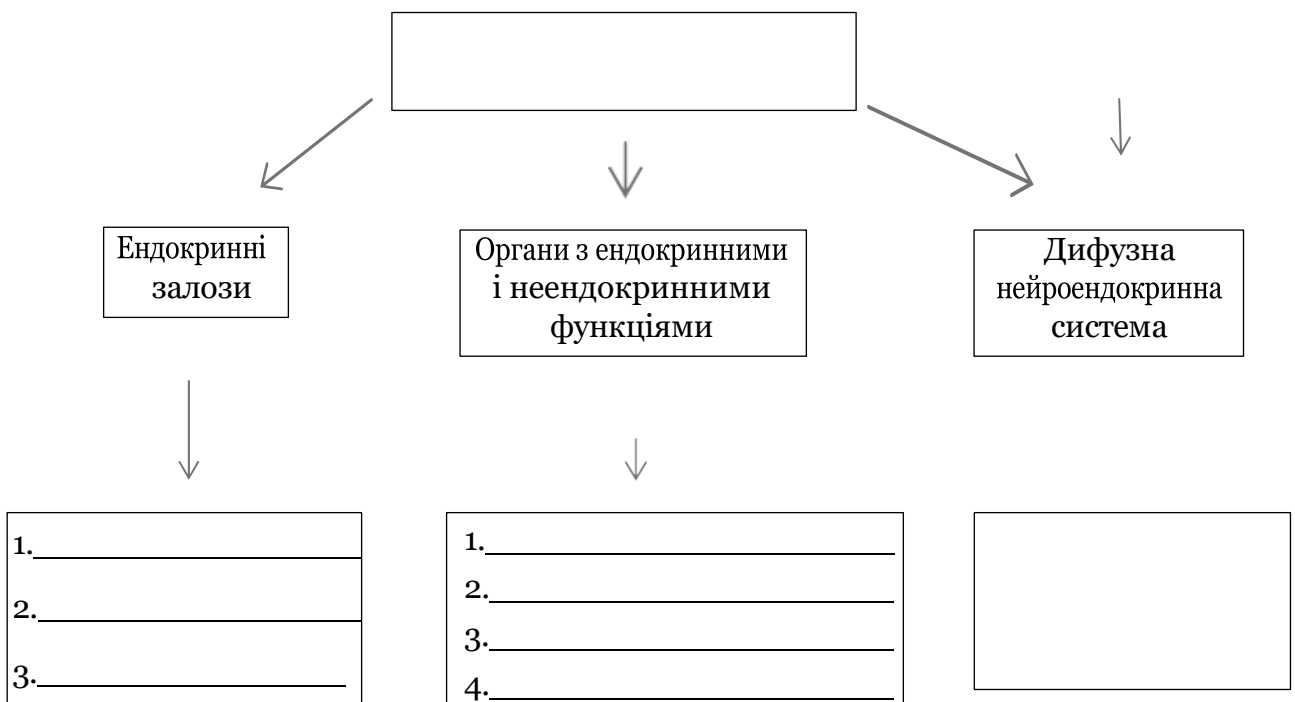 Ендокринні
залози
Органи з ендокринними
і неендокринними
функціями
Дифузна
нейроендокринна
система
1.
2.
3.
1.
2.
3.
4.